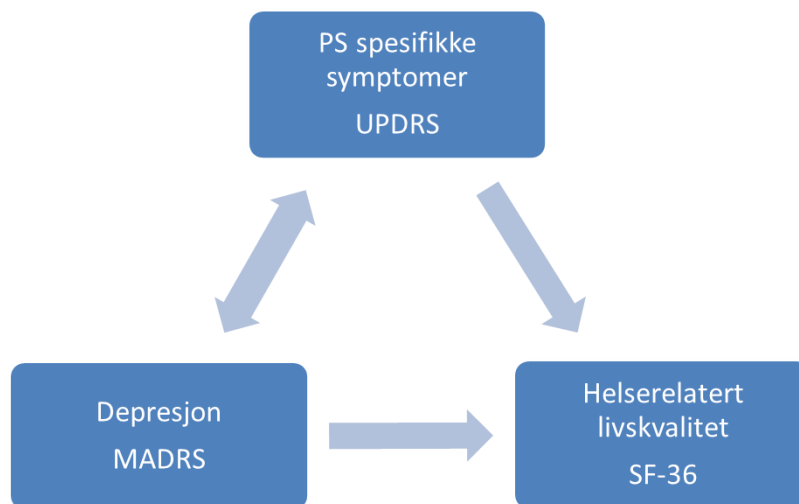 PS spesifikke
symptomer
UPDRS
Depresjon
MADRS
Helserelatert
livskvalitet
SF-36